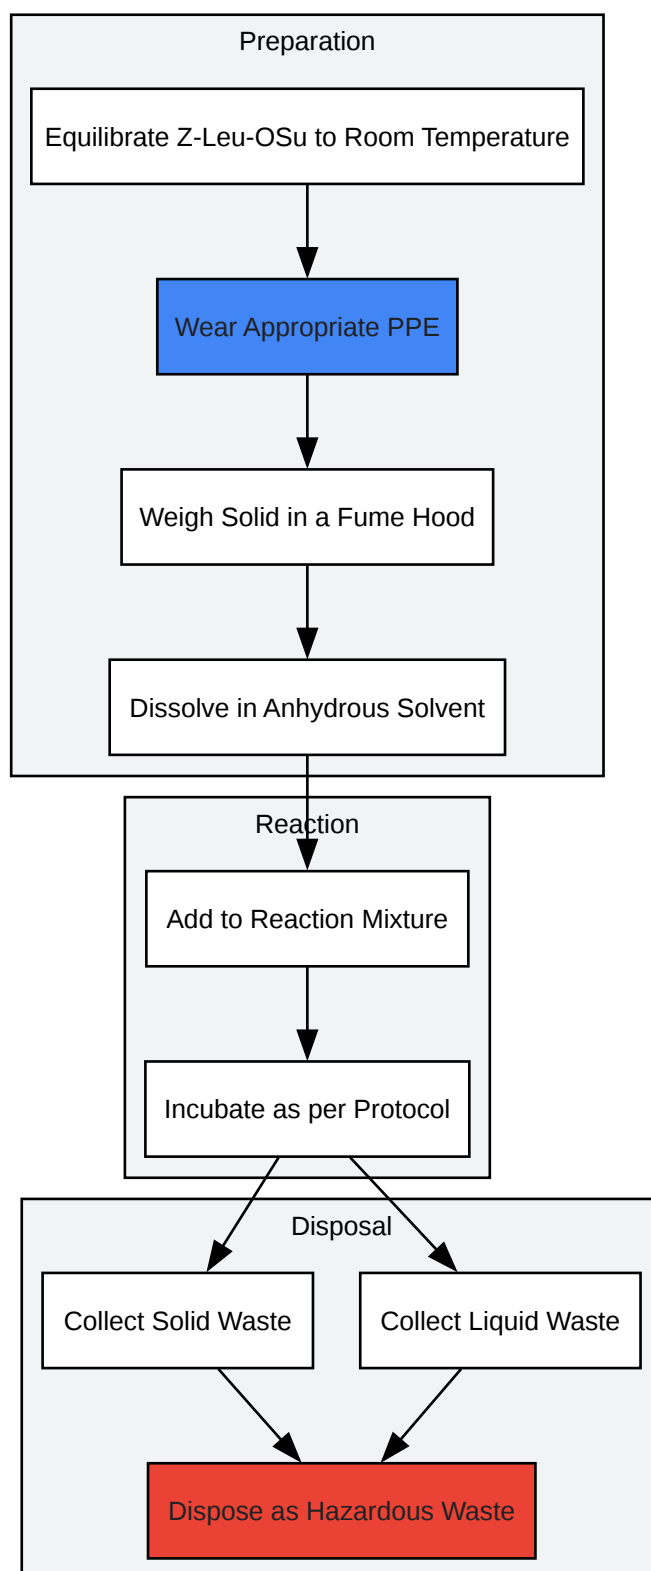 Preparation
Equilibrate Z-Leu-OSu to Room Temperature
Wear Appropriate PPE
Weigh Solid in a Fume Hood
Dissolve in Anhydrous Solvent
Reaction
Add to Reaction Mixture
Incubate as per Protocol
Disposal
Collect Solid Waste
Collect Liquid Waste
Dispose as Hazardous Waste